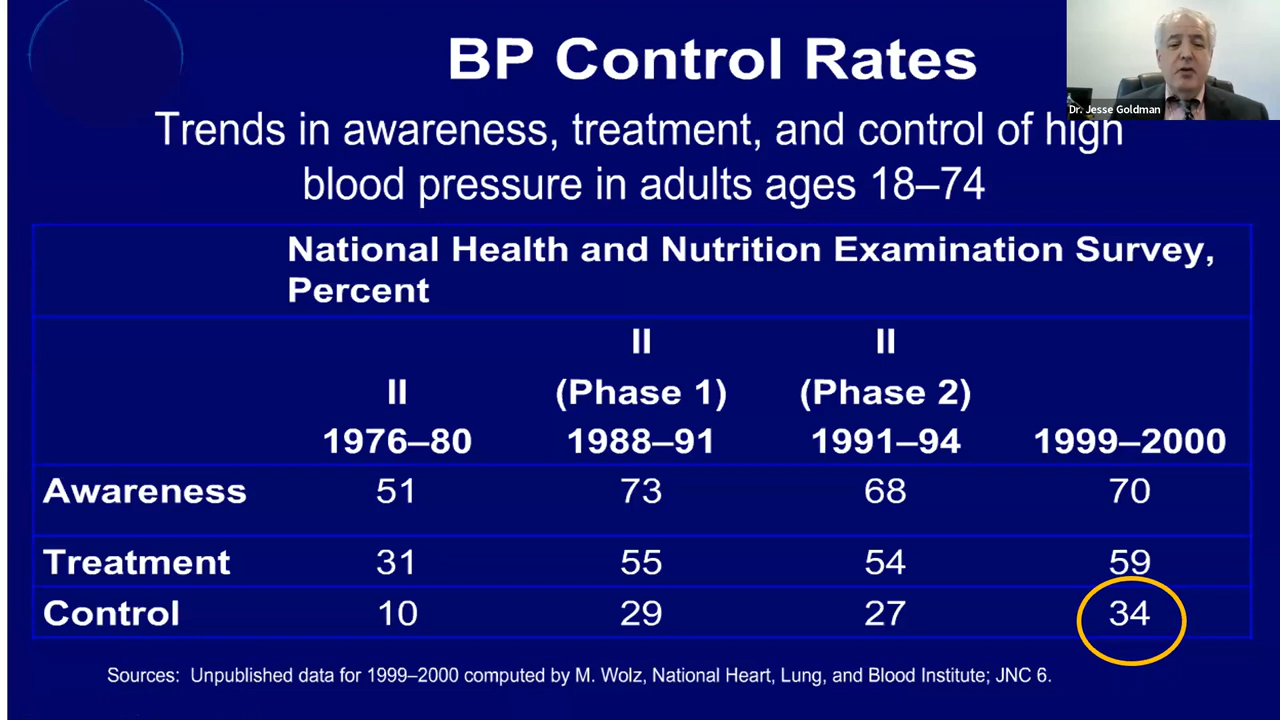 BP Control Rates
Dr. Jesse Goldman
Trends in awareness, treatment, and control of high
blood pressure in adults ages 18–74
National Health and Nutrition Examination Survey,
Percent
II II
II (Phase 1) (Phase 2)
1976–80 1988–91 1991–94 1999–2000
Awareness 51 73 68 70
Treatment 31 55 54 59
Control 10 29 27 34
Sources: Unpublished data for 1999–2000 computed by M. Wolz, National Heart, Lung, and Blood Institute; JNC 6.